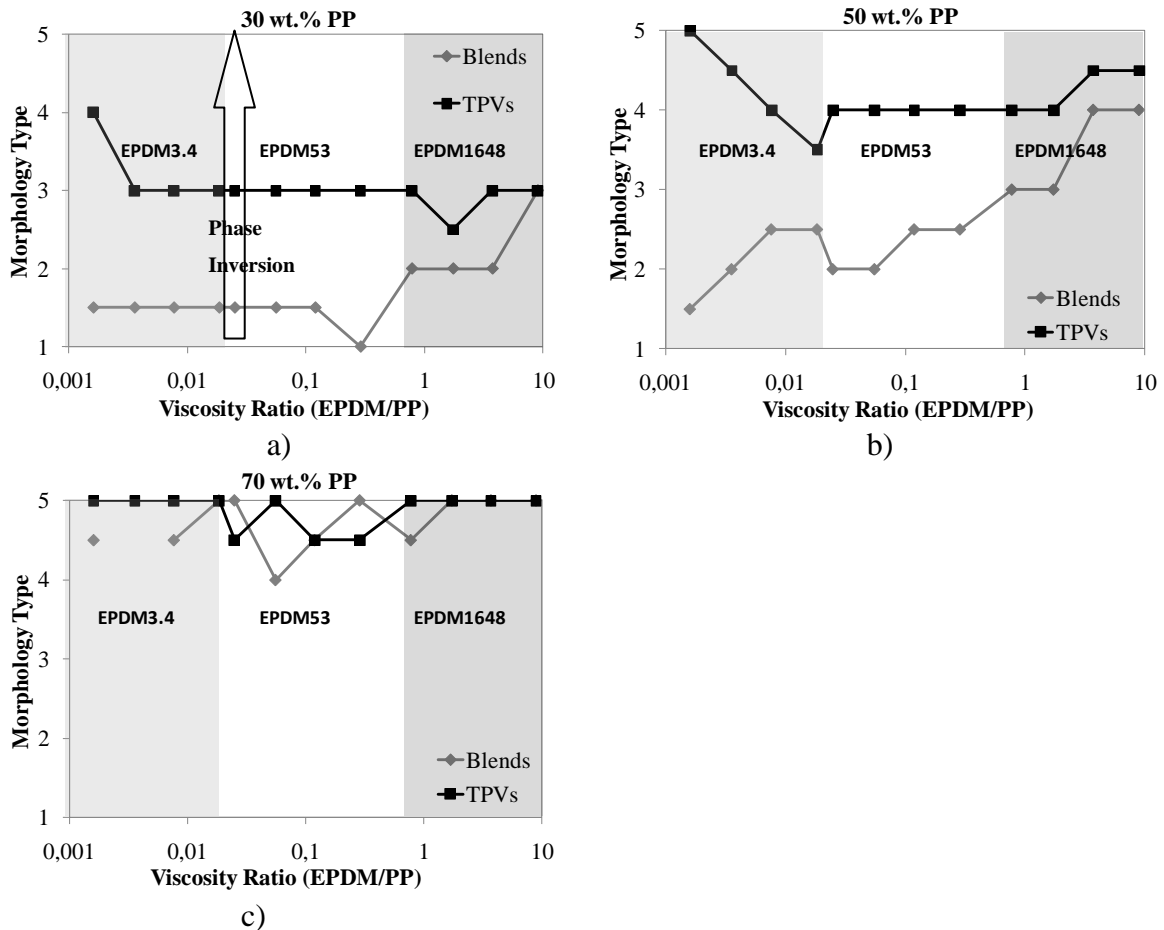 30 wt.% PP
5
4
3
2
1
Morphology Type
EPDM3.4
EPDM53
EPDM1648
Blends
TPVs
Phase
Inversion
0,001
0,01
0,1
1
10
Viscosity Ratio (EPDM/PP)
a)
50 wt.% PP
5
4
3
2
1
Morphology Type
EPDM3.4
EPDM53
EPDM1648
Blends
TPVs
0,001
0,01
0,1
1
10
Viscosity Ratio (EPDM/PP)
b)
70 wt.% PP
5
4
3
2
1
Morphology Type
EPDM3.4
EPDM53
EPDM1648
Blends
TPVs
0,001
0,01
0,1
1
10
Viscosity Ratio (EPDM/PP)
c)